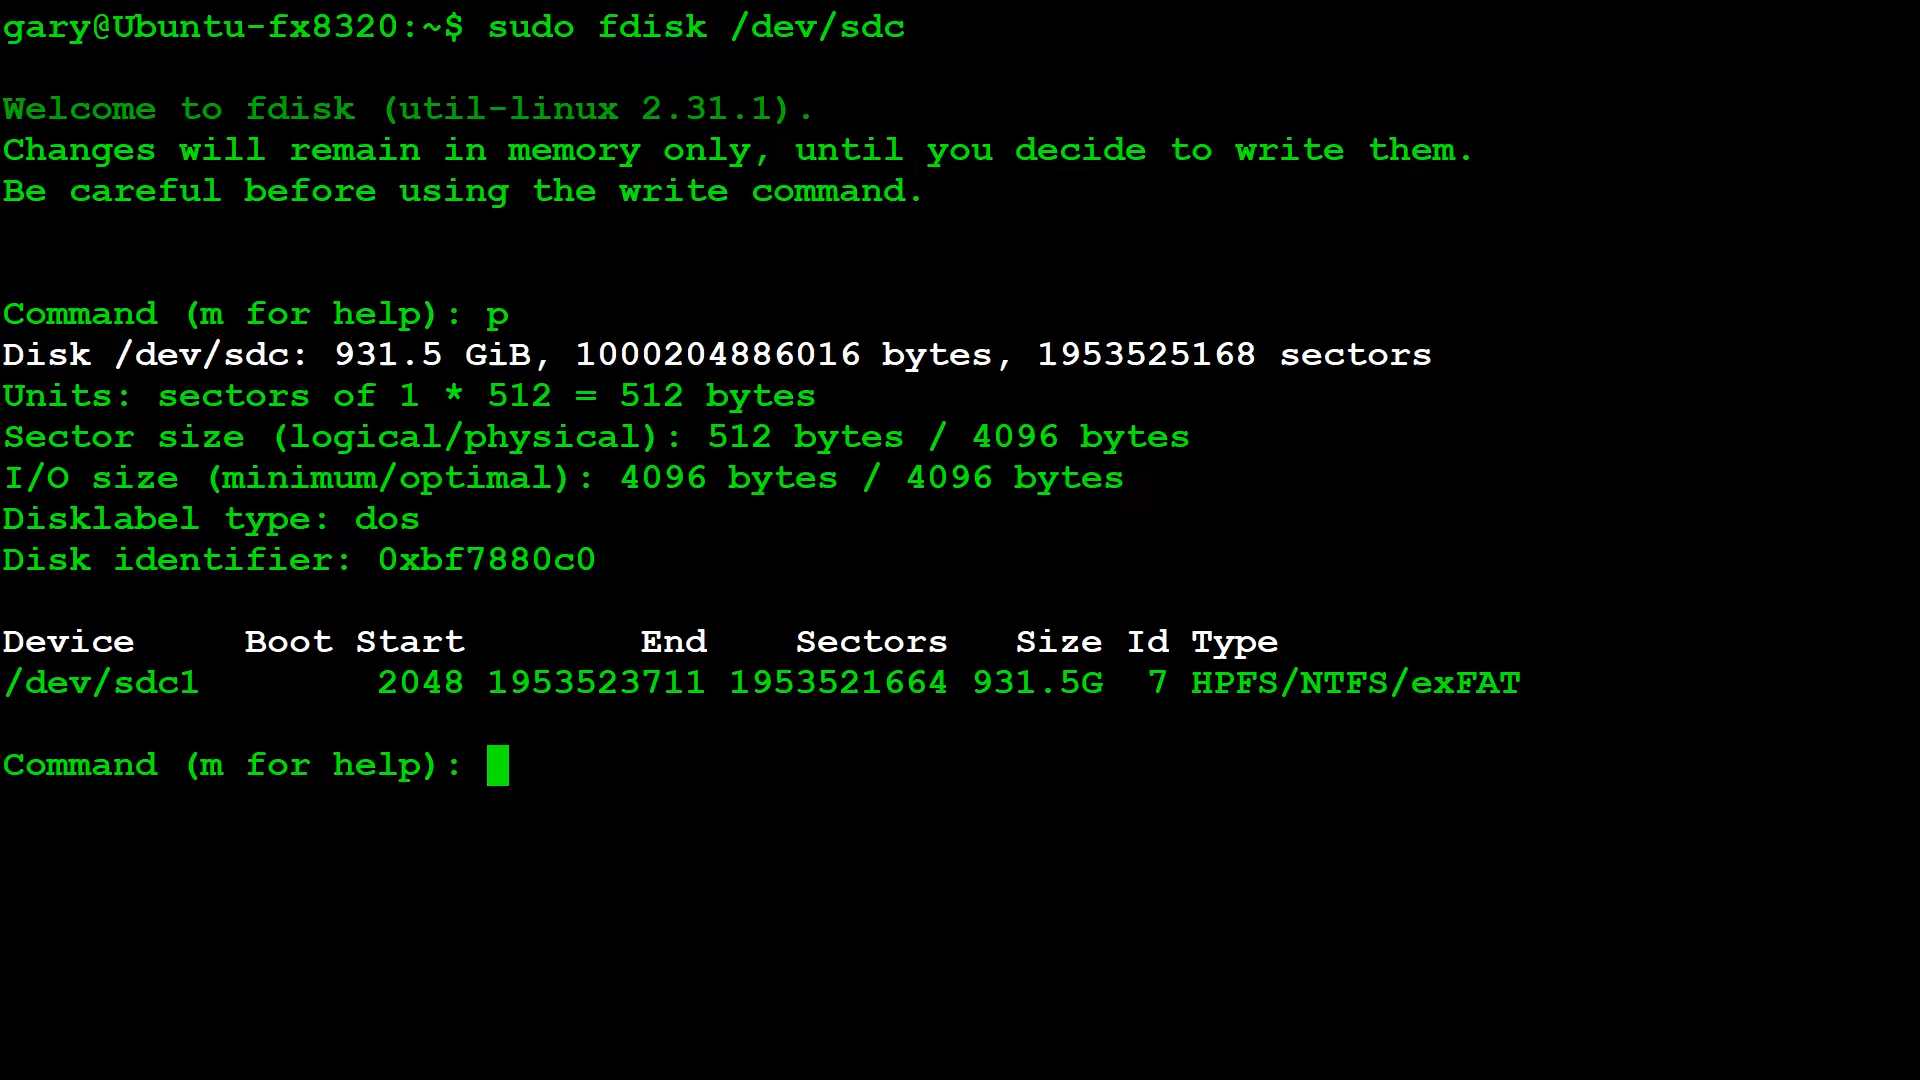 gary@Ubuntu-fx8320:~$ sudo fdisk /dev/sdc
Welcome to fdisk (util-linux 2.31.1).
Changes will remain in memory only, until you decide to write them.
Be careful before using the write command.
Command (m for help): p
Disk /dev/sdc: 931.5 GiB, 1000204886016 bytes, 1953525168 sectors
Units: sectors of 1 * 512 = 512 bytes
Sector size (logical/physical): 512 bytes / 4096 bytes
I/O size (minimum/optimal): 4096 bytes / 4096 bytes
Disklabel type: dos
Disk identifier: 0xbf7880c0
Device     Boot Start        End    Sectors   Size Id Type
/dev/sdc1        2048 1953523711 1953521664 931.5G  7 HPFS/NTFS/exFAT
Command (m for help):